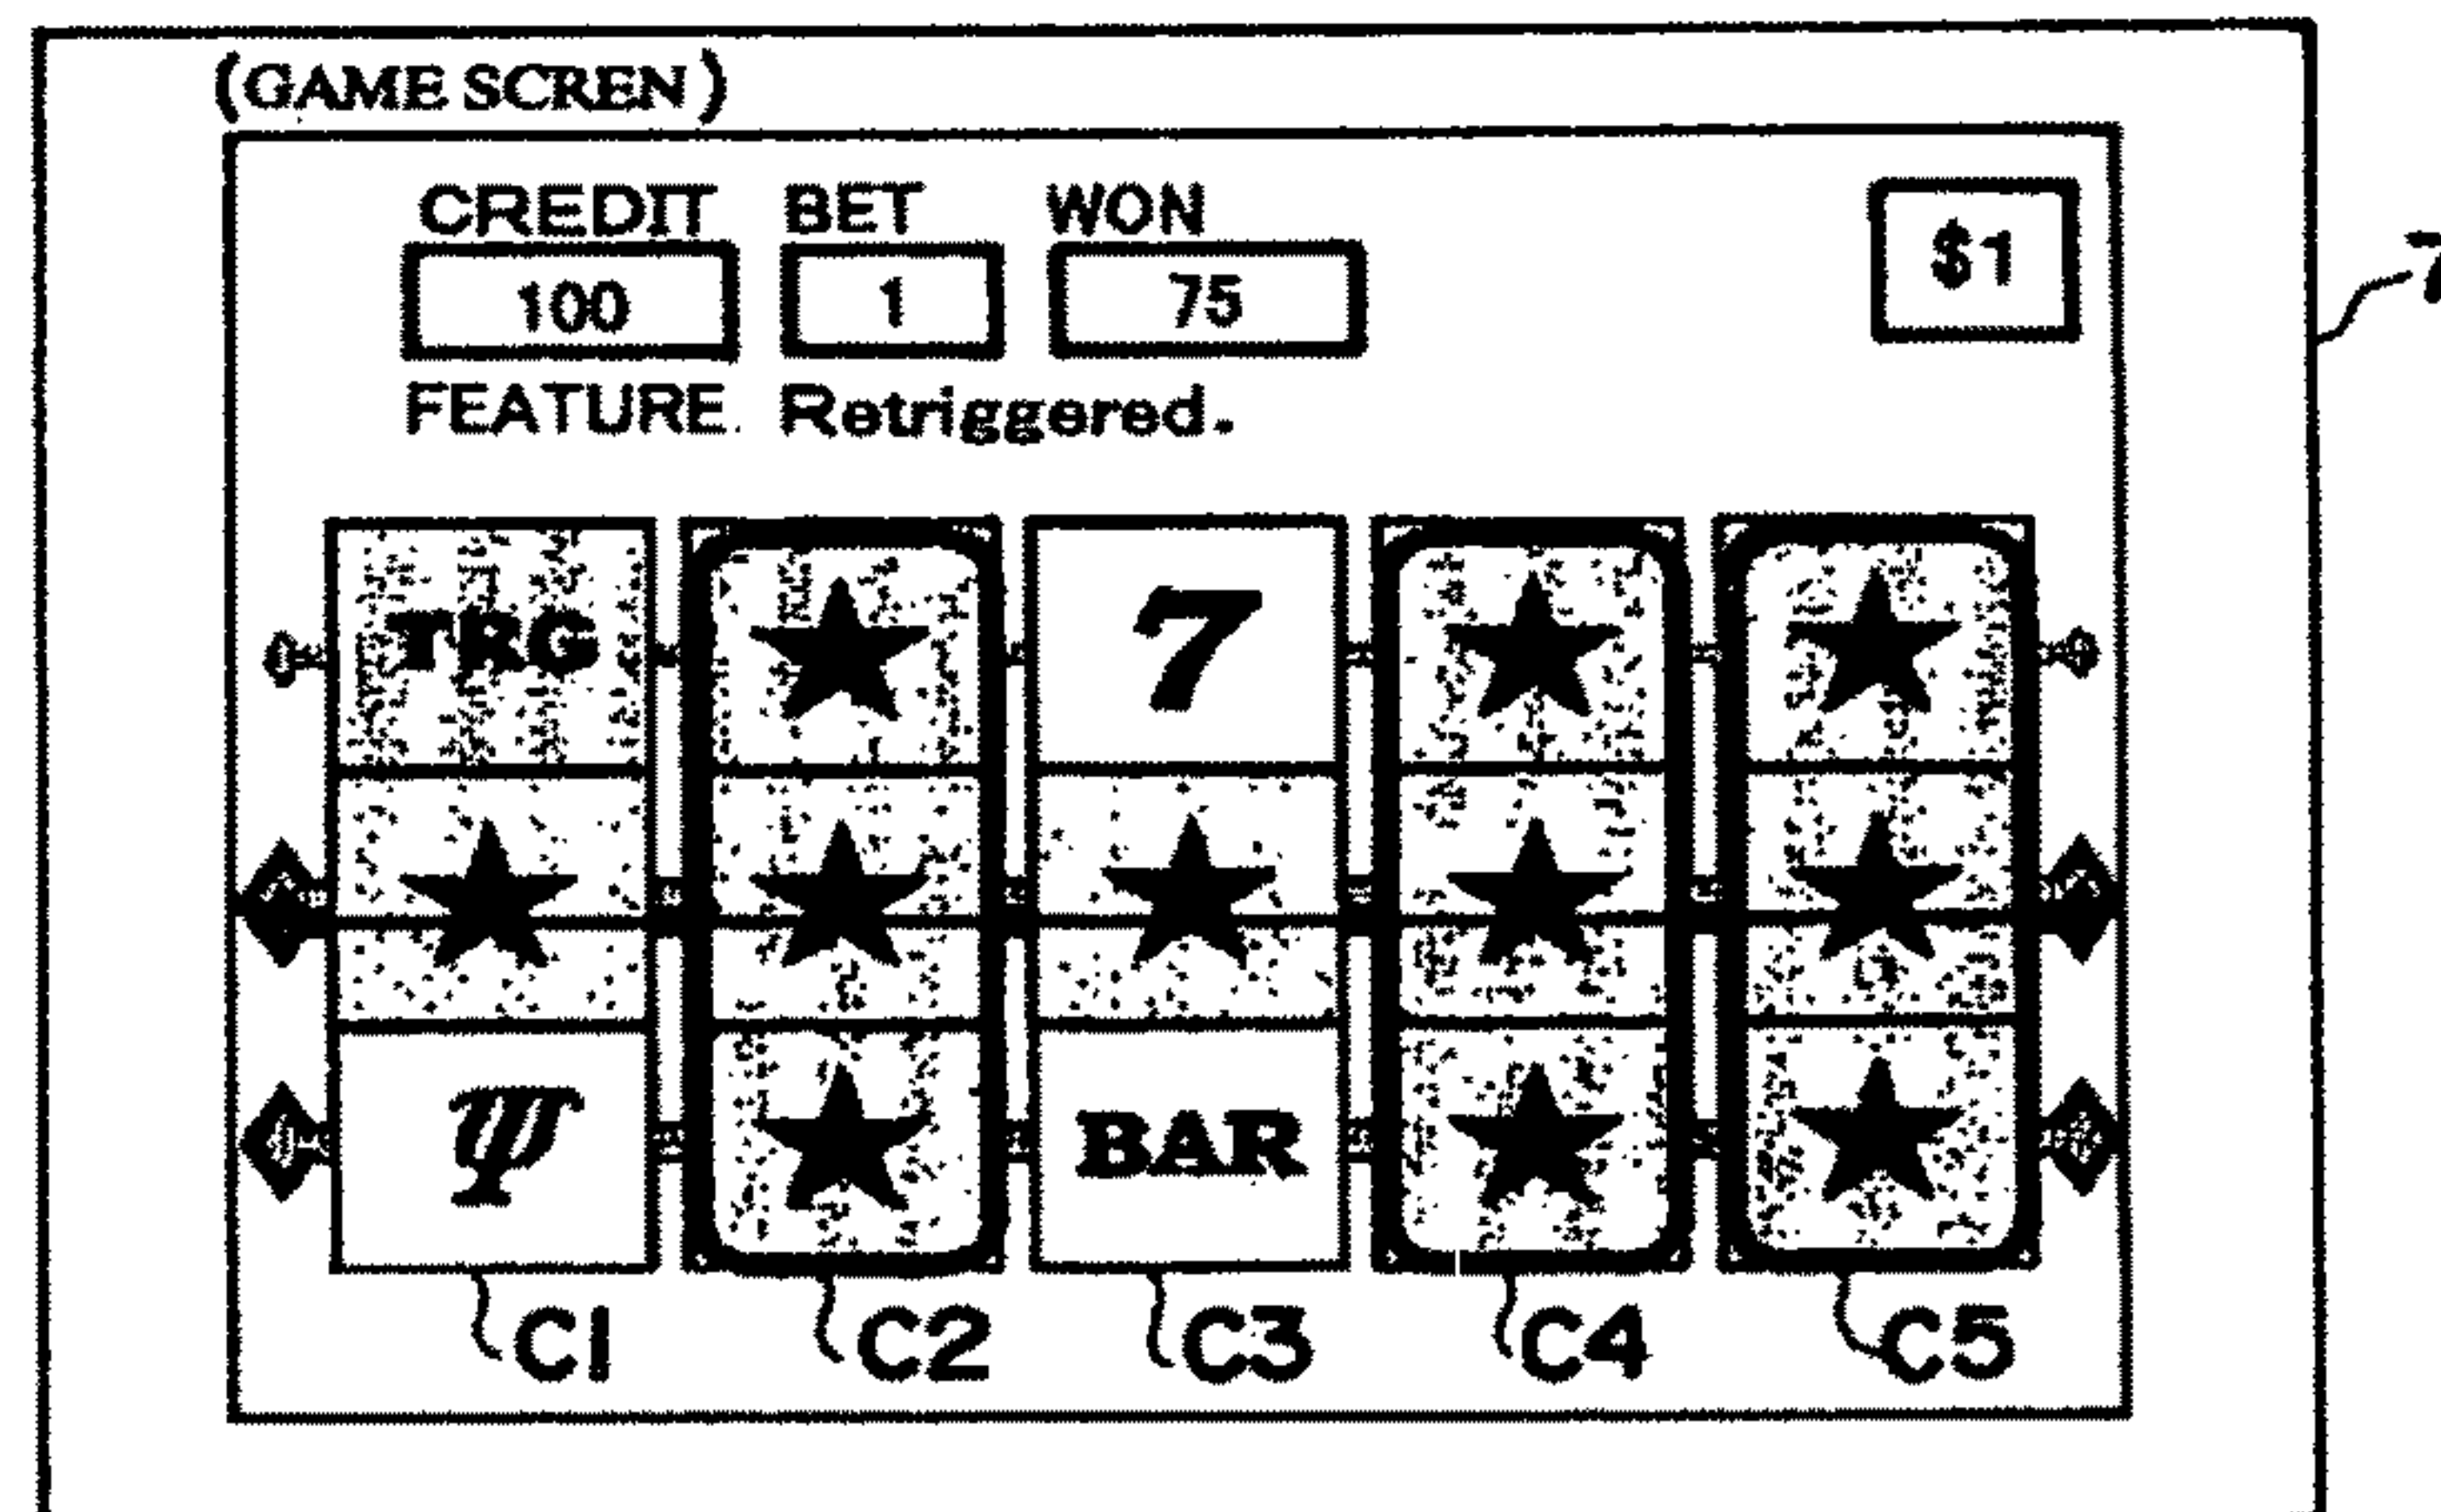 (GAME SCREN)
CREDIT BET WON
100 1 75 $1
FEATURE. Retriggered.
TRG 7
BAR
C1 C2 C3 C4 C5